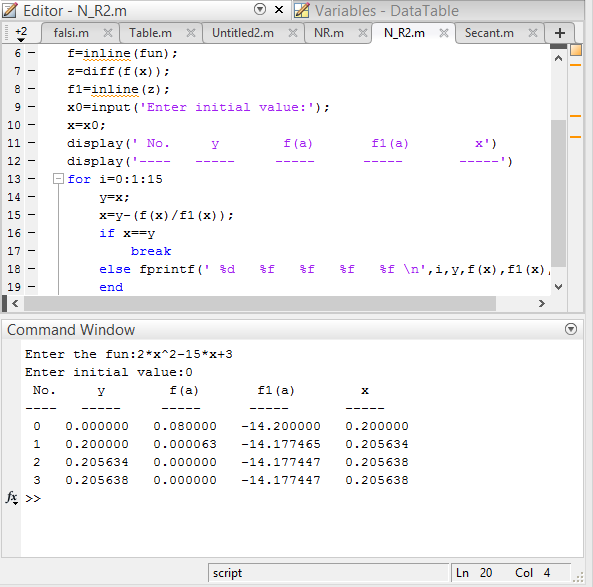 Editor - N_R2.m
Variables - DataTable
+2 falsi.m Table.m Untitled2.m NR.m N_R2.m Secant.m +
6 - f=inline(fun);
7 - z=diff(f(x));
8 - f1=inline(z);
9 - x0=input('Enter initial value:');
10 - x=x0;
11 - display(' No. y f(a) f1(a) x')
12 - display('---- ----- ----- ----- -----')
13 - for i=0:1:15
14 - y=x;
15 - x=y-(f(x)/f1(x));
16 - if x==y
17 - break
18 - else fprintf(' %d %f %f %f %f \n',i,y,f(x),f1(x),
19 - end
Command Window
Enter the fun:2*x^2-15*x+3
Enter initial value:0
No. y f(a) f1(a) x
---- ----- ----- ----- -----
0 0.000000 0.080000 -14.200000 0.200000
1 0.200000 0.000063 -14.177465 0.205634
2 0.205634 0.000000 -14.177447 0.205638
3 0.205638 0.000000 -14.177447 0.205638
fx >>
script Ln 20 Col 4